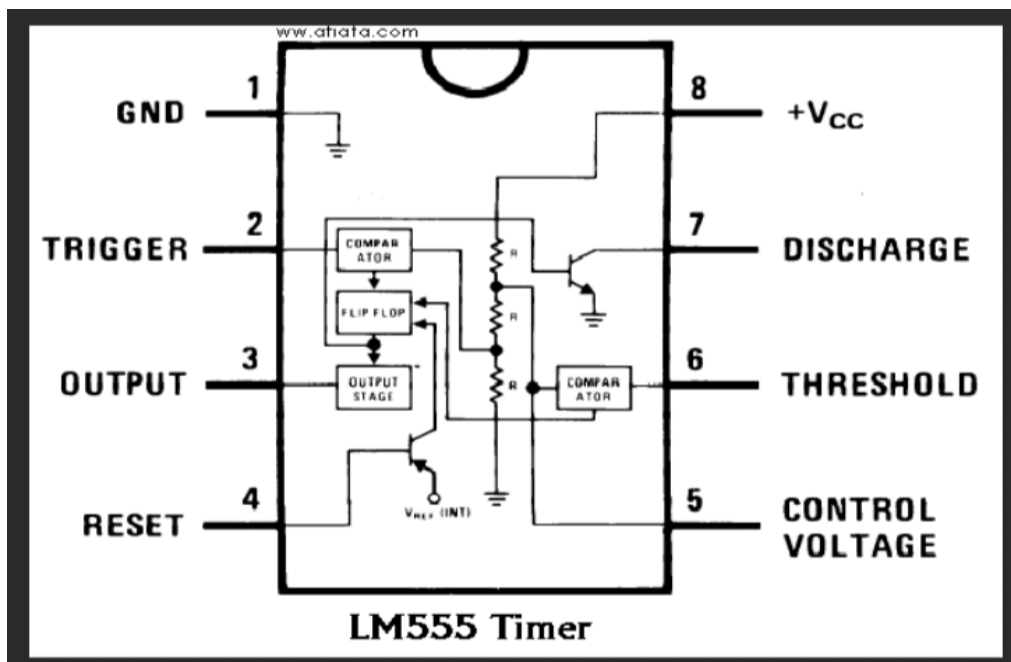 www.afiata.com
1
GND
8
+VCC
2
TRIGGER
COMPAR
ATOR
R
7
DISCHARGE
FLIP FLOP
R
3
OUTPUT
OUTPUT
STAGE
R
COMPAR
ATOR
6
THRESHOLD
4
RESET
VREF (INT)
5
CONTROL
VOLTAGE
LM555 Timer